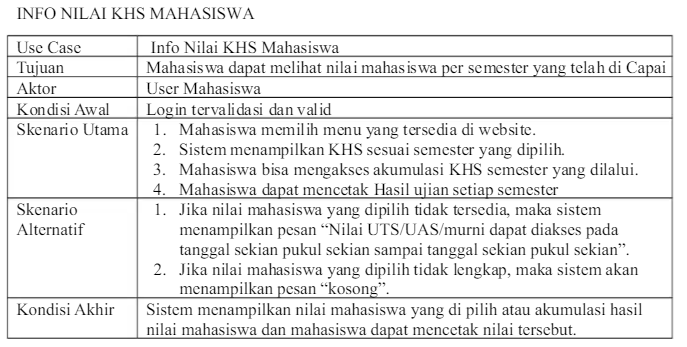 INFO NILAI KHS MAHASISWA
Use Case Info Nilai KHS Mahasiswa
Tujuan Mahasiswa dapat melihat nilai mahasiswa per semester yang telah di Capai
Aktor User Mahasiswa
Kondisi Awal Login tervalidasi dan valid
Skenario Utama 1. Mahasiswa memilih menu yang tersedia di website.
2. Sistem menampilkan KHS sesuai semester yang dipilih.
3. Mahasiswa bisa mengakses akumulasi KHS semester yang dilalui.
4. Mahasiswa dapat mencetak Hasil ujian setiap semester
Skenario 1. Jika nilai mahasiswa yang dipilih tidak tersedia, maka sistem
Alternatif menampilkan pesan “Nilai UTS/UAS/murni dapat diakses pada
tanggal sekian pukul sekian sampai tanggal sekian pukul sekian”.
2. Jika nilai mahasiswa yang dipilih tidak lengkap, maka sistem akan
menampilkan pesan “kosong”.
Kondisi Akhir Sistem menampilkan nilai mahasiswa yang di pilih atau akumulasi hasil
nilai mahasiswa dan mahasiswa dapat mencetak nilai tersebut.